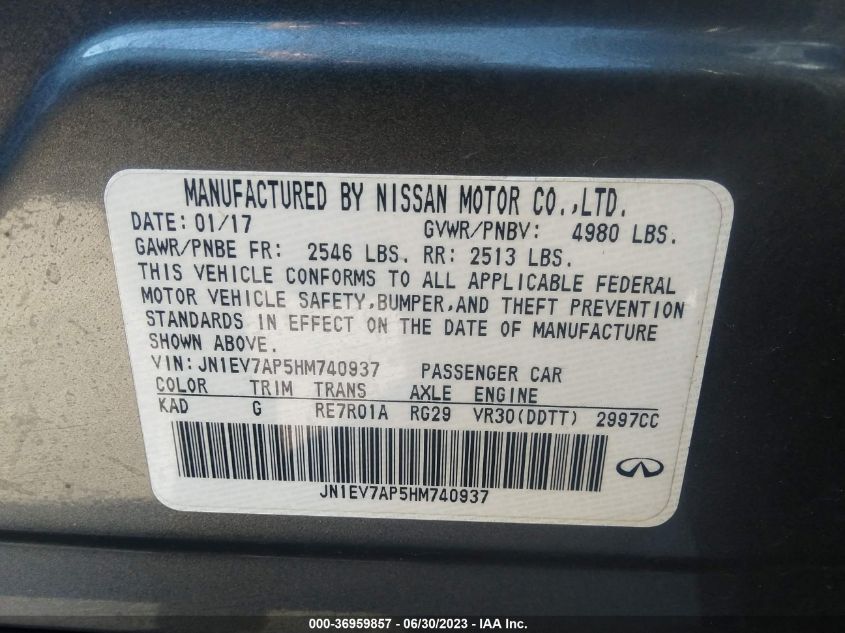 MANUFACTURED BY NISSAN MOTOR CO.,LTD.
DATE: 01/17 GVWR/PNBV: 4980 LBS.
GAWR/PNBE FR: 2546 LBS. RR: 2513 LBS.
THIS VEHICLE CONFORMS TO ALL APPLICABLE FEDERAL
MOTOR VEHICLE SAFETY,BUMPER,AND THEFT PREVENTION
STANDARDS IN EFFECT ON THE DATE OF MANUFACTURE
SHOWN ABOVE.
VIN: JN1EV7AP5HM740937 PASSENGER CAR
COLOR TRIM TRANS AXLE ENGINE
KAD G RE7R01A RG29 VR30(DDTT) 2997CC
JN1EV7AP5HM740937
000-36959857 - 06/30/2023 - © IAA Inc.